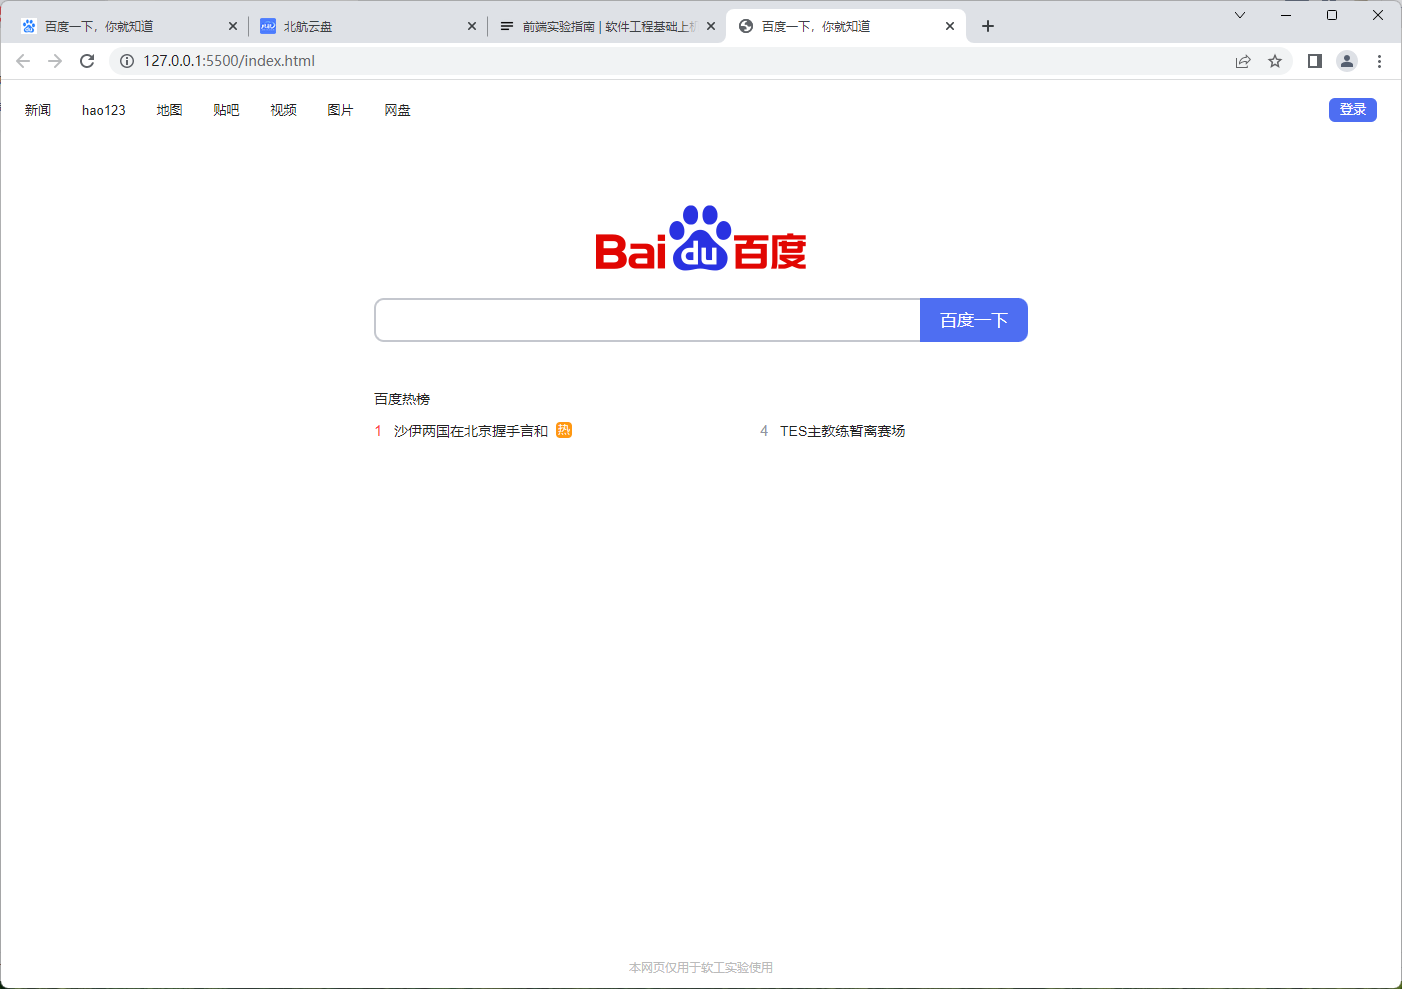 百度一下，你就知道
北航云盘
前端实验指南 | 软件工程基础上机
百度一下，你就知道
127.0.0.1:5500/index.html
新闻 hao123 地图 贴吧 视频 图片 网盘 登录
Bai du 百度
百度一下
百度热榜
1 沙伊两国在北京握手言和 热
4 TES主教练暂离赛场
本网页仅用于软工实验使用